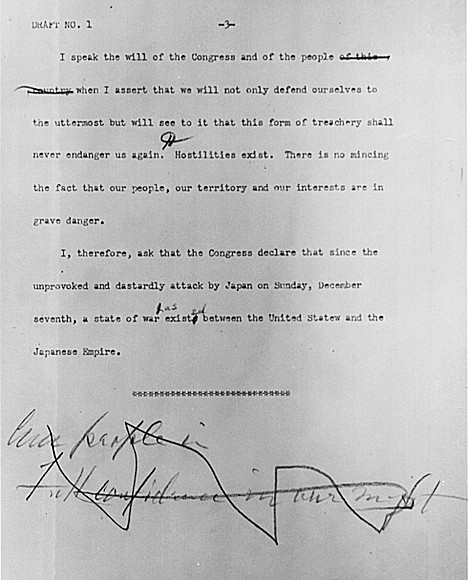 DRAFT NO. 1
-3-
I speak the will of the Congress and of the people of this
country when I assert that we will not only defend ourselves to
the uttermost but will see to it that this form of treachery shall
never endanger us again. Hostilities exist. There is no mincing
the fact that our people, our territory and our interests are in
grave danger.
I, therefore, ask that the Congress declare that since the
unprovoked and dastardly attack by Japan on Sunday, December
has ed
seventh, a state of war exist between the United Statew and the
Japanese Empire.
******************************
people in
Full confidence in our might